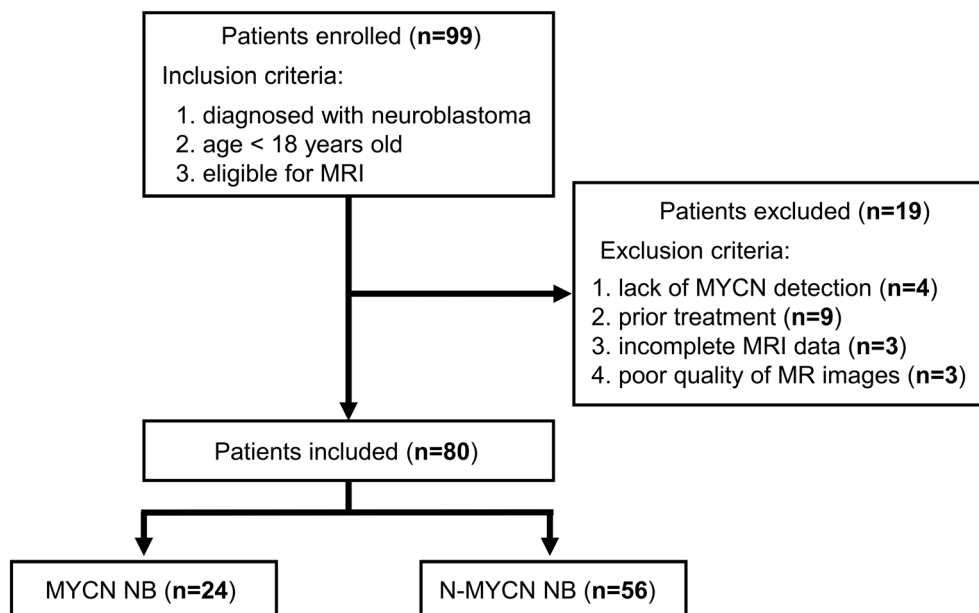 Patients enrolled (n=99)
Inclusion criteria:
1. diagnosed with neuroblastoma
2. age < 18 years old
3. eligible for MRI
Patients excluded (n=19)
Exclusion criteria:
1. lack of MYCN detection (n=4)
2. prior treatment (n=9)
3. incomplete MRI data (n=3)
4. poor quality of MR images (n=3)
Patients included (n=80)
MYCN NB (n=24)
N-MYCN NB (n=56)